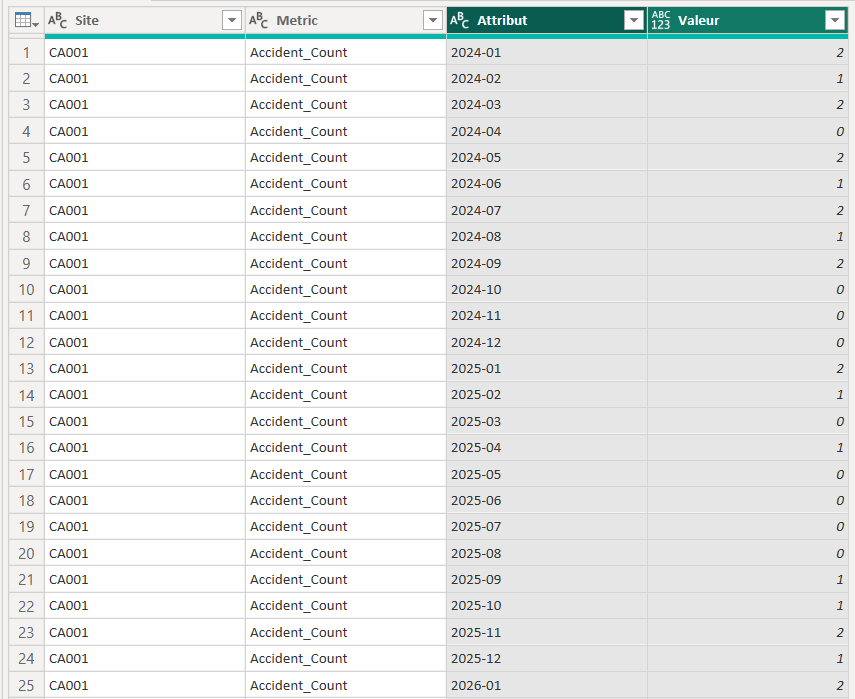 ABC Site ABC Metric ABC Attribut ABC 123 Valeur
1 CA001 Accident_Count 2024-01 2
2 CA001 Accident_Count 2024-02 1
3 CA001 Accident_Count 2024-03 2
4 CA001 Accident_Count 2024-04 0
5 CA001 Accident_Count 2024-05 2
6 CA001 Accident_Count 2024-06 1
7 CA001 Accident_Count 2024-07 2
8 CA001 Accident_Count 2024-08 1
9 CA001 Accident_Count 2024-09 2
10 CA001 Accident_Count 2024-10 0
11 CA001 Accident_Count 2024-11 0
12 CA001 Accident_Count 2024-12 0
13 CA001 Accident_Count 2025-01 2
14 CA001 Accident_Count 2025-02 1
15 CA001 Accident_Count 2025-03 0
16 CA001 Accident_Count 2025-04 1
17 CA001 Accident_Count 2025-05 0
18 CA001 Accident_Count 2025-06 0
19 CA001 Accident_Count 2025-07 0
20 CA001 Accident_Count 2025-08 0
21 CA001 Accident_Count 2025-09 1
22 CA001 Accident_Count 2025-10 1
23 CA001 Accident_Count 2025-11 2
24 CA001 Accident_Count 2025-12 1
25 CA001 Accident_Count 2026-01 2